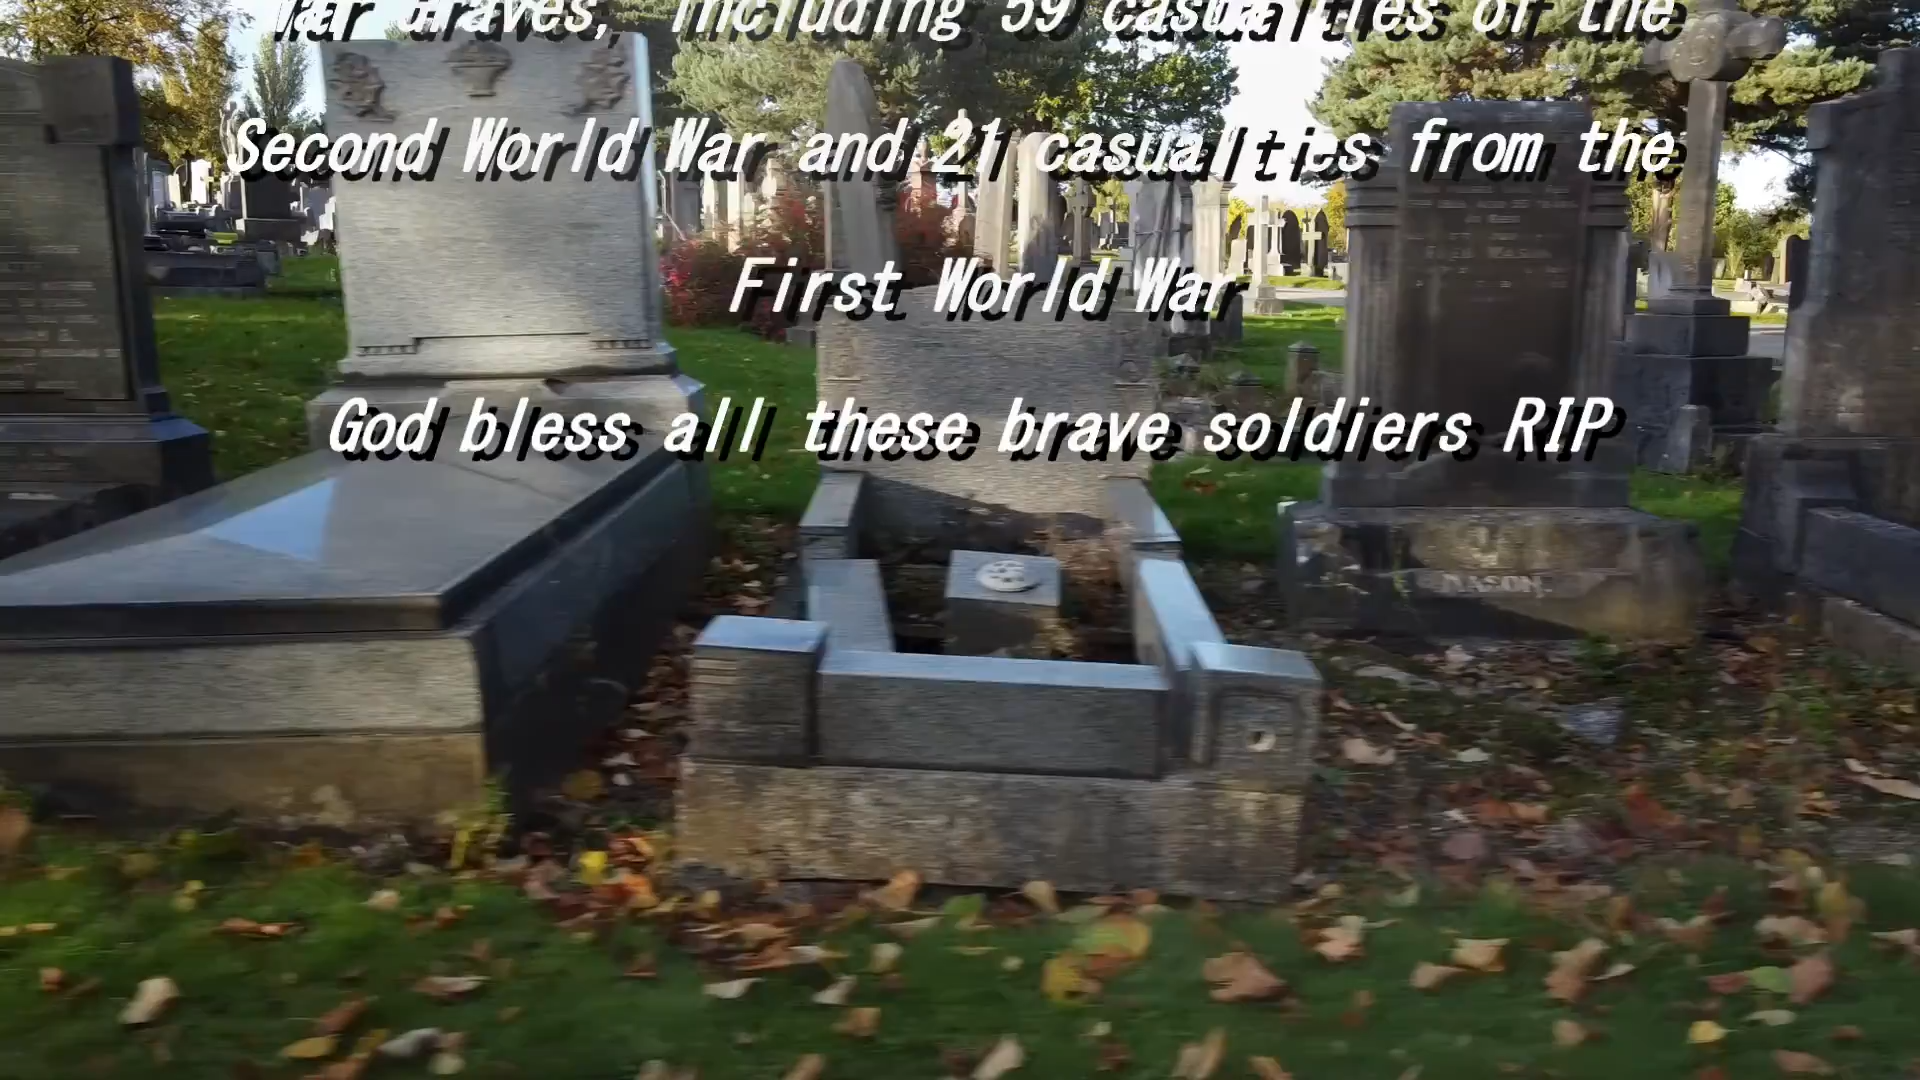 War Graves, including 59 casualties of the
Second World War and 21 casualties from the
First World War
God bless all these brave soldiers RIP
MASON.